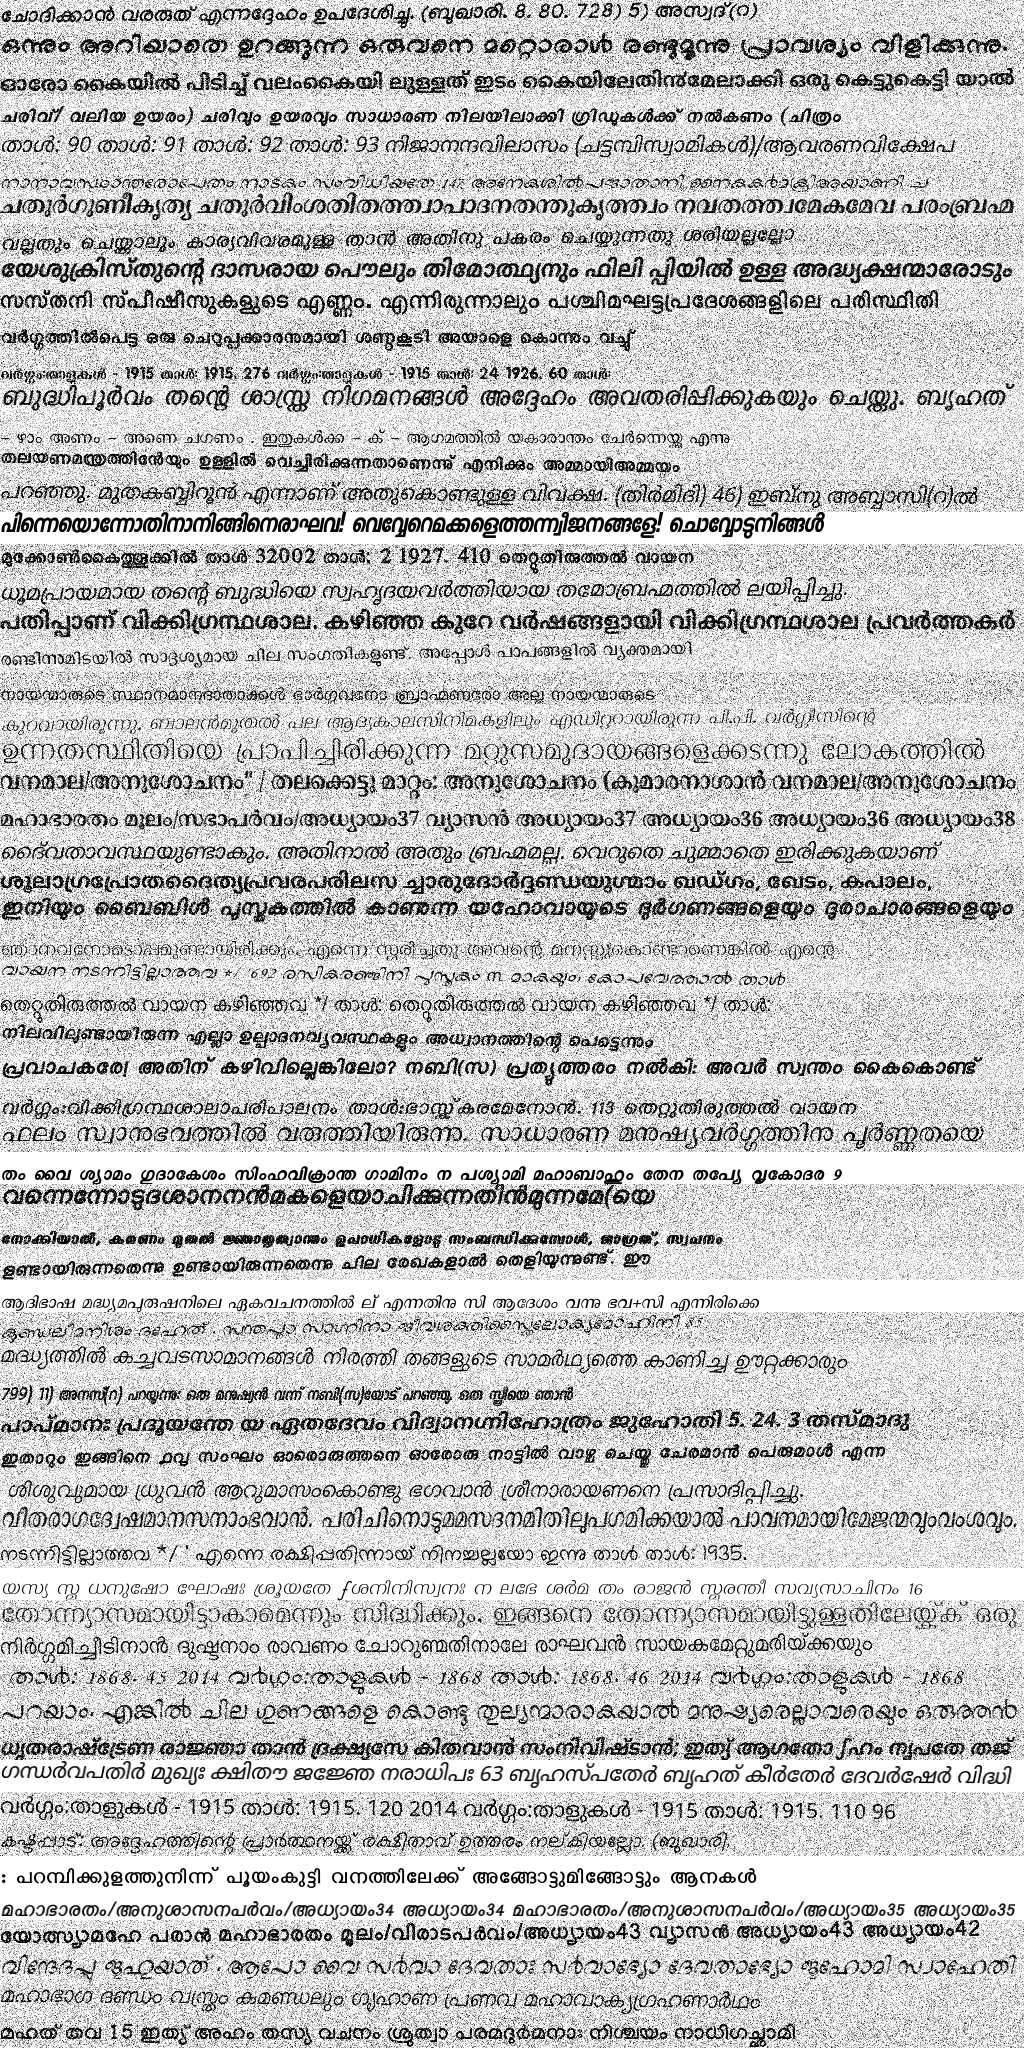 ചോദിക്കാൻ വരരുത് എന്നദ്ദേഹം ഉപദേശിച്ചു. (ബുഖാരി. 8. 80. 728) 5) അസ്വദ്(റ)
ഒന്നും അറിയാതെ ഉറങ്ങുന്ന ഒരുവനെ മറ്റൊരാൾ രണ്ടുമൂന്നു പ്രാവശ്യം വിളിക്കുന്നു.
ഓരോ കൈയിൽ പിടിച്ച് വലംകൈയി ലുള്ളത് ഇടം കൈയിലേതിൻമേലാക്കി ഒരു കെട്ടുകെട്ടി യാൽ
ചരിവ്/ വലിയ ഉയരം) ചരിവും ഉയരവും സാധാരണ നിലയിലാക്കി ഗ്രിഡുകൾക്ക് നൽകണം (ചിത്രം
താൾ: 90 താൾ: 91 താൾ: 92 താൾ: 93 നിജാനന്ദവിലാസം (ചട്ടമ്പിസ്വാമികൾ)/ആവരണവിക്ഷേപ
നാനാവസ്ഥാന്തരോപേതം നാടകം സംവിധീയതേ 142
ചതുർഗുണീകൃത്യ ചതുർവിംശതിതത്ത്വാപാദനതന്തുകൃത്ത്വം നവതത്ത്വമേകമേവ പരംബ്രഹ്മ
വല്ലതും ചെയ്താലും കാര്യവിവരമുള്ള താൻ അതിനു പകരം ചെയ്യുന്നതു ശരിയല്ലല്ലോ
യേശുക്രിസ്തുന്റെ ദാസരായ പൌലും തിമോത്ഥ്യനും ഫിലി പ്പിയിൽ ഉള്ള അദ്ധ്യക്ഷന്മാരോടും
സസ്തനി സ്പീഷീസുകളുടെ എണ്ണം. എന്നിരുന്നാലും പശ്ചിമഘട്ടപ്രദേശങ്ങളിലെ പരിസ്ഥിതി
വർഗ്ഗത്തിൽപെട്ട ഒരു ചെറുപ്പക്കാരനുമായി ശണ്ഠകൂടി അയാളെ കൊന്നും വച്ച്
വർഗ്ഗം:താളുകൾ - 1915 താൾ: 1915. 276 വർഗ്ഗം:താളുകൾ - 1915 താൾ: 24 1926. 60 താൾ:
ബുദ്ധിപൂർവം തന്റെ ശാസ്ത്ര നിഗമനങ്ങൾ അദ്ദേഹം അവതരിപ്പിക്കുകയും ചെയ്തു. ബൃഹത്
- ഴാം അണം - അണെ ചഗണം . ഇതുകൾക്ക - ക് - ആഗമത്തിൽ യകാരാന്തം ചേർന്നെയ്തു എന്നു
തലയണമന്ത്രത്തിന്റേയും ഉള്ളിൽ വെച്ചിരിക്കുന്നതാണെന്നു് എനിക്കും അമ്മായിഅമ്മയും
പറഞ്ഞു. മൂതകബ്ബിറൂൻ എന്നാണ് അതുകൊണ്ടുള്ള വിവക്ഷ. (തിർമിദി) 46) ഇബ്നു അബ്ബാസി(റ)ൽ
പിന്നെയൊന്നോതിനാനിങ്ങിനെരാഘവ! വെവ്വേറെമക്കളെത്തന്ന്വീജനങ്ങളേ! ചൊവ്വോടുനിങ്ങൾ
മുക്കോൺകൈത്തൂക്കിൽ താൾ 32002 താൾ: 2 1927. 410 തെറ്റുതിരുത്തൽ വായന
ധൂമപ്രായമായ തന്റെ ബുദ്ധിയെ സ്വഹൃദയവർത്തിയായ തമോബ്രഹ്മത്തിൽ ലയിപ്പിച്ചു.
പതിപ്പാണ് വിക്കിഗ്രന്ഥശാല. കഴിഞ്ഞ കുറേ വർഷങ്ങളായി വിക്കിഗ്രന്ഥശാല പ്രവർത്തകർ
രണ്ടിന്നുമിടയിൽ സാദൃശ്യമായ ചില സംഗതികളുണ്ട്. അപ്പോൾ പാപങ്ങളിൽ വ്യക്തമായി
നായന്മാരുടെ സ്ഥാനമാനദാതാക്കൾ ഭാർഗ്ഗവനോ ബ്രാഹ്മണരോ അല്ല നായന്മാരുടെ
കുറവായിരുന്നു. ബാലൻമുതൽ പല ആദ്യകാലസിനിമകളിലും എഡിറ്ററായിരുന്ന പി.പി. വർഗ്ഗീസിന്റെ
ഉന്നതസ്ഥിതിയെ പ്രാപിച്ചിരിക്കുന്ന മറ്റുസമുദായങ്ങളെക്കടന്നു ലോകത്തിൽ
വനമാല/അനുശോചനം" | തലക്കെട്ടു മാറ്റം: അനുശോചനം (കുമാരനാശാൻ വനമാല/അനുശോചനം
മഹാഭാരതം മൂലം/സഭാപർവം/അധ്യായം37 വ്യാസൻ അധ്യായം37 അധ്യായം36 അധ്യായം36 അധ്യായം38
ദൈ്വതാവസ്ഥയുണ്ടാകും. അതിനാൽ അതും ബ്രഹ്മമല്ല. വെറുതെ ചുമ്മാതെ ഇരിക്കുകയാണ്
ശൂലാഗ്രപ്രോതദൈത്യപ്രവരപരിലസ ച്ചാരുദോർദ്ദണ്ഡയുഗ്മാം ഖഡ്ഗം, ഖേടം, കപാലം,
ഇനിയും ബൈബിൾ പുസ്തകത്തിൽ കാണുന്ന യഹോവായുടെ ദുർഗണങ്ങളെയും ദുരാചാരങ്ങളെയും
ഞാനവനോടൊപ്പമുണ്ടായിരിക്കും. എന്നെ സ്മരിച്ചതു അവന്റെ മനസ്സുകൊണ്ടാണെങ്കിൽ എന്റെ
വായന നടന്നിട്ടില്ലാത്തവ */ ' 692 രസികരഞ്ജിനി പുസ്തകം ൩. മാകയും, കോപവേരത്താൽ താൾ
തെറ്റുതിരുത്തൽ വായന കഴിഞ്ഞവ */ താൾ: തെറ്റുതിരുത്തൽ വായന കഴിഞ്ഞവ */ താൾ:
നിലവിലുണ്ടായിരുന്ന എല്ലാ ഉല്പാദനവ്യവസ്ഥകളും അധ്വാനത്തിന്റെ പെട്ടെന്നും
പ്രവാചകരേ! അതിന് കഴിവില്ലെങ്കിലോ? നബി(സ) പ്രത്യുത്തരം നൽകി: അവർ സ്വന്തം കൈകൊണ്ട്
വർഗ്ഗം:വിക്കിഗ്രന്ഥശാലാപരിപാലനം താൾ:ഭാസ്ക്കരമേനോൻ. 113 തെറ്റുതിരുത്തൽ വായന
ഫലം സ്വാനുഭവത്തിൽ വരുത്തിയിരുന്നു. സാധാരണ മനുഷ്യവർഗ്ഗത്തിനു പൂർണ്ണതയെ
തം വൈ ശ്യാമം ഗുദാകേശം സിംഹവിക്രാന്ത ഗാമിനം ന പശ്യാമി മഹാബാഹും തേന തപ്യേ വൃകോദര 9
വന്നെന്നോടുദശാനനൻമകളെയാചിക്കുന്നതിൻമുന്നമേ(യെ
നോക്കിയാൽ, കരണം മുതൽ ജ്ഞാതൃത്വാന്തം ഉപാധികളോടു സംബന്ധിക്കുമ്പോൾ, ജാഗ്രത്, സ്വപ്നം
ളണ്ടായിരുന്നതെന്നു ഉണ്ടായിരുന്നതെന്നു ചില രേഖകളാൽ തെളിയുന്നുണ്ട്. ഈ
ആദിഭാഷ മദ്ധ്യമപുരുഷനിലെ ഏകവചനത്തിൽ ല് എന്നതിനു സി ആദേശം വന്നു ഭവ+സി എന്നിരിക്കെ
മദ്ധ്യത്തിൽ കച്ചവടസാമാനങ്ങൾ നിരത്തി തങ്ങളുടെ സാമർഥ്യത്തെ കാണിച്ച ഊറ്റക്കാരും
799) 11) അനസ്(റ) പറയുന്നു: ഒരു മനുഷ്യൻ വന്ന് നബി(സ)യോട് പറഞ്ഞു. ഒരു സ്ത്രീയെ ഞാൻ
പാപ്മാനഃ പ്രദൂയന്തേ യ ഏതദേവം വിദ്വാനഗ്നിഹോത്രം ജുഹോതി 5. 24. 3 തസ്മാദു
ഇതാറും ഇങ്ങിനെ ൧൨ വൃ സംഘം ഓരൊരുത്തനെ ഓരോരു നാട്ടിൽ വാഴ്ച ചെയ്തു ചേരമാൻ പെരുമാൾ എന്ന
ശിശുവുമായ ധ്രുവൻ ആറുമാസംകൊണ്ടു ഭഗവാൻ ശ്രീനാരായണനെ പ്രസാദിപ്പിച്ചു.
വിതരാഗദ്വേഷമാനസനാംഭവാൻ. പരിചിനൊടുമമസദനമിതിലുപഗമിക്കയാൽ പാവനമായിമേജന്മവുംവംശവും.
നടന്നിട്ടില്ലാത്തവ */ ' എന്നെ രക്ഷിപ്പതിന്നായ് നിനച്ചല്ലയോ ഇന്നു താൾ താൾ: 1935.
യസ്യ സ്മ ധനുഷോ ഘോഷഃ ശ്രൂയതേ ƒശനിനിസ്വനഃ ന ലഭേ ശർമ തം രാജൻ സ്മരന്തീ സവ്യസാചിനം 16
തോന്ന്യാസമായിട്ടാകാമെന്നും സിദ്ധിക്കും. ഇങ്ങനെ തോന്ന്യാസമായിട്ടുള്ളതിലേയ്ക്ക് ഒരു
നിർഗ്ഗമിച്ചീടിനാൻ ദുഷ്ടനാം രാവണം ചോറുണ്മതിനാലേ രാഘവൻ സായകമേറ്റുമരിയ്ക്കയും
താൾ: 1868. 45 2014 വർഗ്ഗം:താളുകൾ - 1868 താൾ: 1868. 46 2014 വർഗ്ഗം:താളുകൾ - 1868
പറയാം. എങ്കിൽ ചില ഗുണങ്ങളെ കൊണ്ടു തുല്യന്മാരാകയാൽ മനുഷ്യരെല്ലാവരെയും ഒരുത്തൻ
ധൃതരാഷ്ട്രേണ രാജ്ഞാ താൻ ദ്രക്ഷ്യസേ കിതവാൻ സംനിവിഷ്ടാൻ; ഇത്യ് ആഗതോ ƒഹം നൃപതേ തജ്
ഗന്ധർവപതിർ മുഖ്യഃ ക്ഷിതൗ ജജ്ഞേ നരാധിപഃ 63 ബൃഹസ്പതേർ ബൃഹത് കീർതേർ ദേവർഷേർ വിദ്ധി
വർഗ്ഗം:താളുകൾ - 1915 താൾ: 1915. 120 2014 വർഗ്ഗം:താളുകൾ - 1915 താൾ: 1915. 110 96
കഷ്ടപ്പാട്: അദ്ദേഹത്തിന്റെ പ്രാർത്ഥനയ്ക്ക് രക്ഷിതാവ് ഉത്തരം നല്കിയല്ലോ. (ബുഖാരി.
: പറമ്പിക്കുളത്തുനിന്ന് പൂയംകുട്ടി വനത്തിലേക്ക് അങ്ങോട്ടുമിങ്ങോട്ടും ആനകൾ
മഹാഭാരതം/അനുശാസനപർവം/അധ്യായം34 അധ്യായം34 മഹാഭാരതം/അനുശാസനപർവം/അധ്യായം35 അധ്യായം35
യോത്സ്യാമഹേ പരാൻ മഹാഭാരതം മൂലം/വിരാടപർവം/അധ്യായം43 വ്യാസൻ അധ്യായം43 അധ്യായം42
വിന്ദേദപ്സു ജുഹുയാത് . ആപോ വൈ സർവാ ദേവതാഃ സർവാഭ്യോ ദേവതാഭ്യോ ജുഹോമി സ്വാഹേതി
മഹാഭാഗ ദണ്ഡം വസ്ത്രം കമണ്ഡലും ഗൃഹാണ പ്രണവ മഹാവാക്യഗ്രഹണാർഥം
മഹത് തവ 15 ഇത്യ് അഹം തസ്യ വചനം ശ്രുത്വാ പരമദുർമനാഃ നിശ്ചയം നാധിഗച്ഛാമി